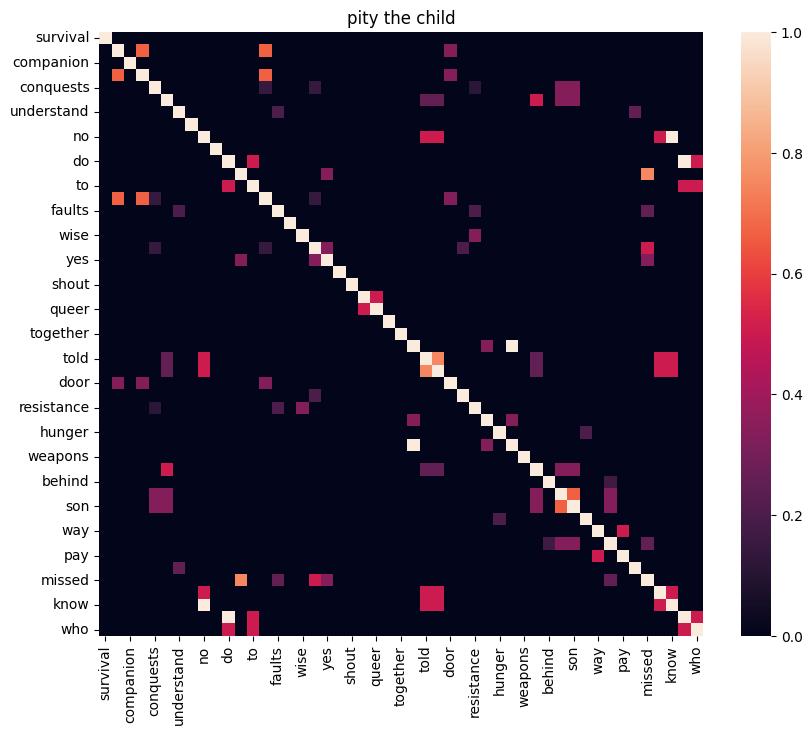 pity the child
survival
companion
conquests
understand
no
do
to
faults
wise
yes
shout
queer
together
told
door
resistance
hunger
weapons
behind
son
way
pay
missed
know
who
1.0
0.8
0.6
0.4
0.2
0.0
survival companion conquests understand no do to faults wise yes shout queer together told door resistance hunger weapons behind son way pay missed know who